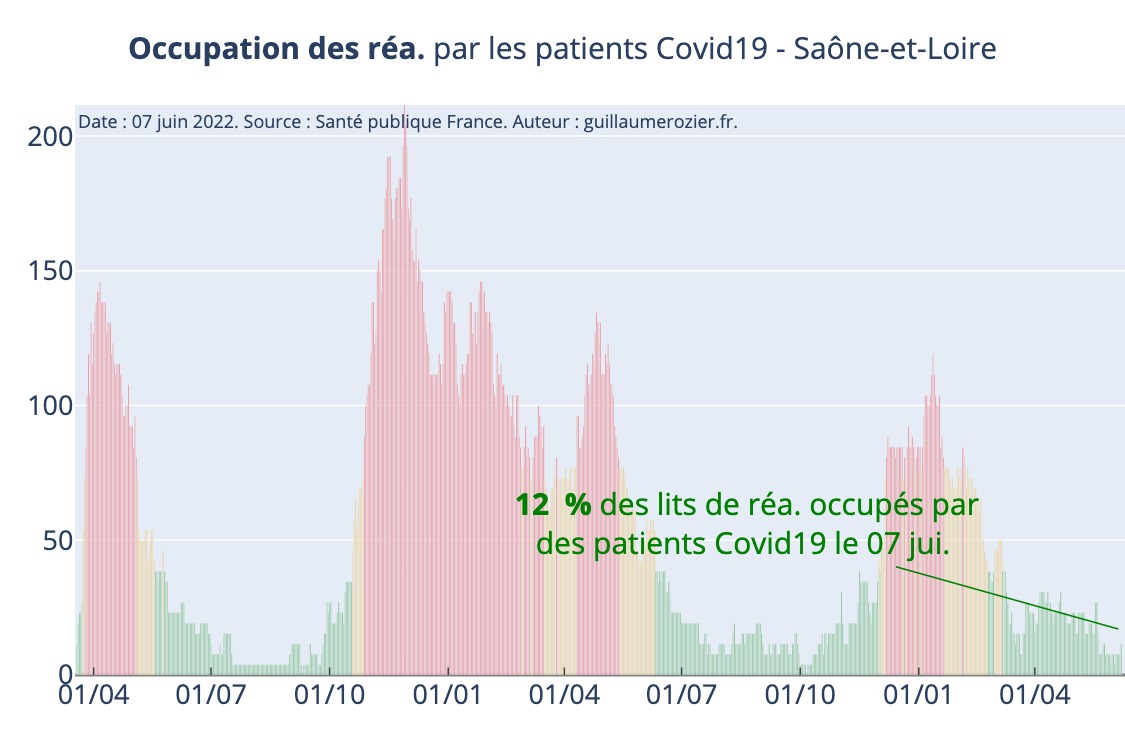 Occupation des réa. par les patients Covid19 - Saône-et-Loire
Date : 07 juin 2022. Source : Santé publique France. Auteur : guillaumerozier.fr.
200
150
100
50
0
12 % des lits de réa. occupés par
des patients Covid19 le 07 jui.
01/04 01/07 01/10 01/01 01/04 01/07 01/10 01/01 01/04